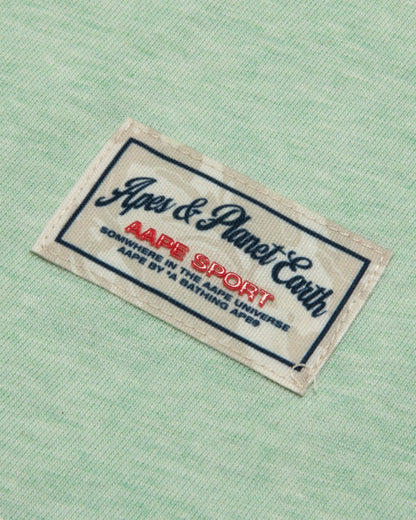 Apes & Planet Earth
AAPE SPORT
SOMWHERE IN THE AAPE UNIVERSE
AAPE BY *A BATHING APE®